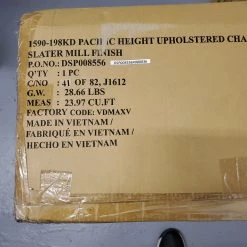 1590-198KD PACIFIC HEIGHT UPHOLSTERED CHA
SLATER MILL FINISH
P.O.NO.: DSP008556
Q'TY : 1 PC
C/NO : 41 OF 82, J1612
G.W. : 28.66 LBS
MEAS : 23.97 CU.FT
FACTORY CODE: VDMAXV
MADE IN VIETNAM /
FABRIQUÉ EN VIETNAM /
HECHO EN VIETNAM